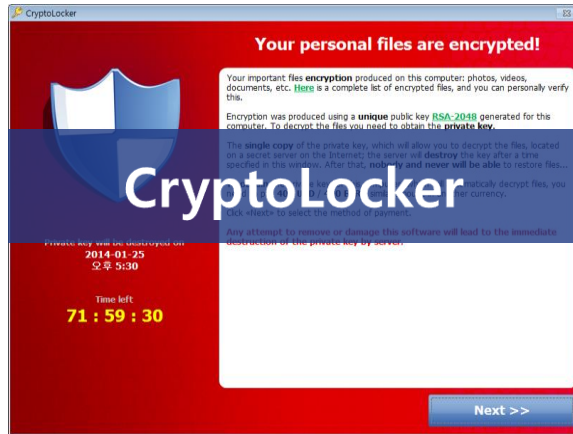 CryptoLocker
Your personal files are encrypted!
Your important files encryption produced on this computer: photos, videos,
documents, etc. Here is a complete list of encrypted files, and you can personally verify
this.
Encryption was produced using a unique public key RSA-2048 generated for this
computer. To decrypt the files you need to obtain the private key.
The single copy of the private key, which will allow you to decrypt the files, located
on a secret server on the Internet; the server will destroy the key after a time
specified in this window. After that, nobody and never will be able to restore files...
matically decrypt files, you
other currency.
CryptoLocker
Click «Next» to select the method of payment.
Any attempt to remove or damage this software will lead to the immediate
destruction of the private key by server.
Private key will be destroyed on
2014-01-25
오후 5:30
Time left
71 : 59 : 30
Next >>